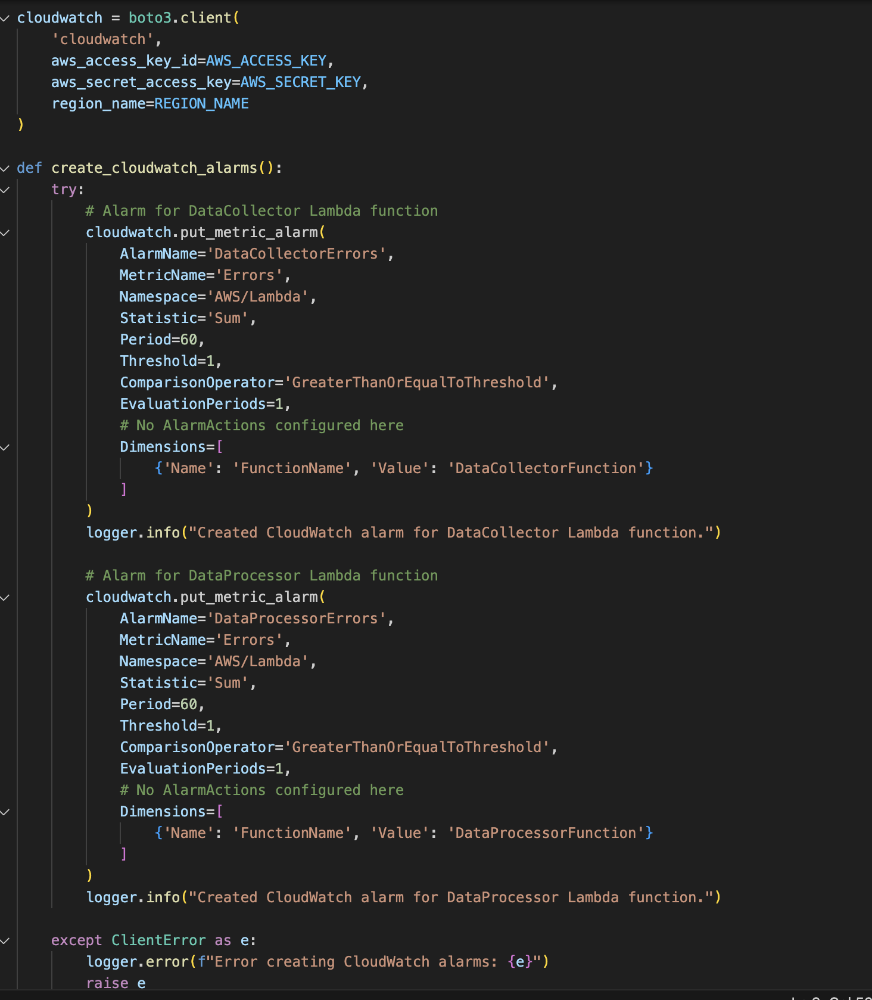 cloudwatch = boto3.client(
    'cloudwatch',
    aws_access_key_id=AWS_ACCESS_KEY,
    aws_secret_access_key=AWS_SECRET_KEY,
    region_name=REGION_NAME
)

def create_cloudwatch_alarms():
    try:
        # Alarm for DataCollector Lambda function
        cloudwatch.put_metric_alarm(
            AlarmName='DataCollectorErrors',
            MetricName='Errors',
            Namespace='AWS/Lambda',
            Statistic='Sum',
            Period=60,
            Threshold=1,
            ComparisonOperator='GreaterThanOrEqualToThreshold',
            EvaluationPeriods=1,
            # No AlarmActions configured here
            Dimensions=[
                {'Name': 'FunctionName', 'Value': 'DataCollectorFunction'}
            ]
        )
        logger.info("Created CloudWatch alarm for DataCollector Lambda function.")

        # Alarm for DataProcessor Lambda function
        cloudwatch.put_metric_alarm(
            AlarmName='DataProcessorErrors',
            MetricName='Errors',
            Namespace='AWS/Lambda',
            Statistic='Sum',
            Period=60,
            Threshold=1,
            ComparisonOperator='GreaterThanOrEqualToThreshold',
            EvaluationPeriods=1,
            # No AlarmActions configured here
            Dimensions=[
                {'Name': 'FunctionName', 'Value': 'DataProcessorFunction'}
            ]
        )
        logger.info("Created CloudWatch alarm for DataProcessor Lambda function.")

    except ClientError as e:
        logger.error(f"Error creating CloudWatch alarms: {e}")
        raise e